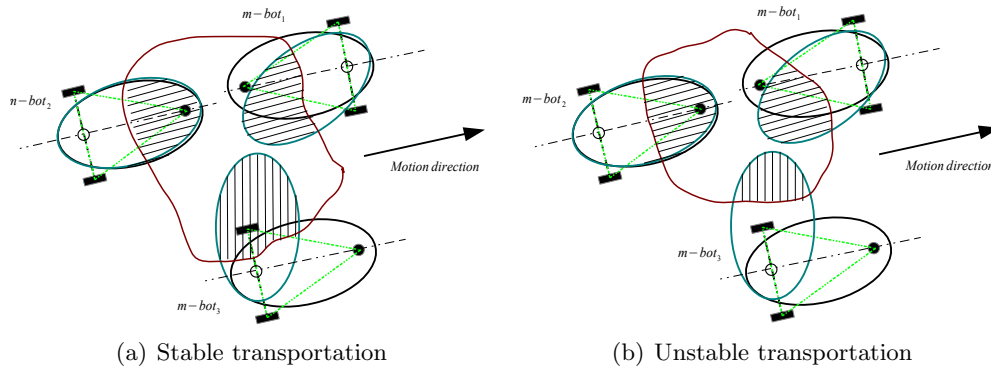 m-bot₁
n-bot₂
Motion direction
m-bot₃
(a) Stable transportation
m-bot₁
m-bot₂
Motion direction
m-bot₃
(b) Unstable transportation